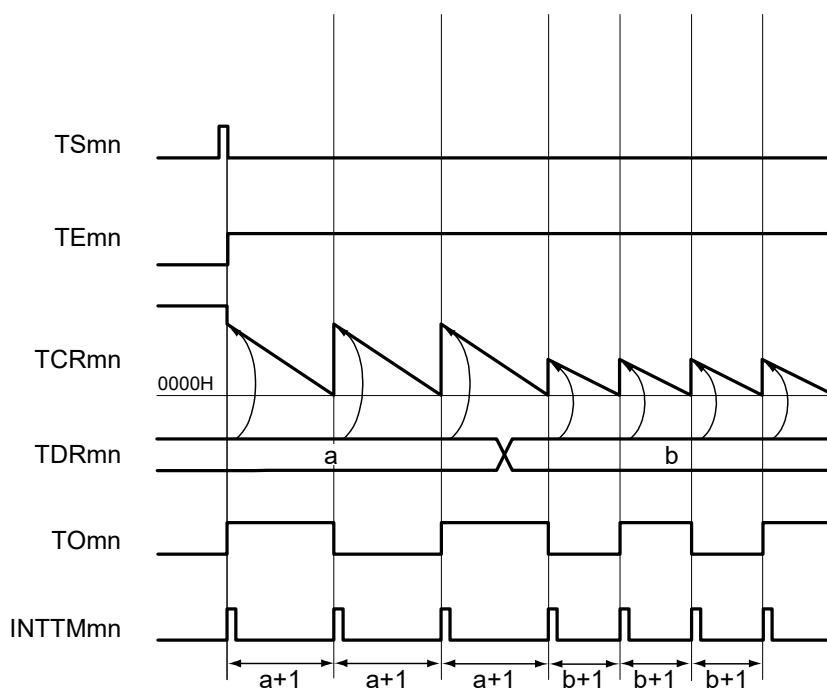 TSmn
TEmn
TCRmn
0000H
TDRmn
a
b
TOmn
INTTMmn
a+1
a+1
a+1
b+1
b+1
b+1